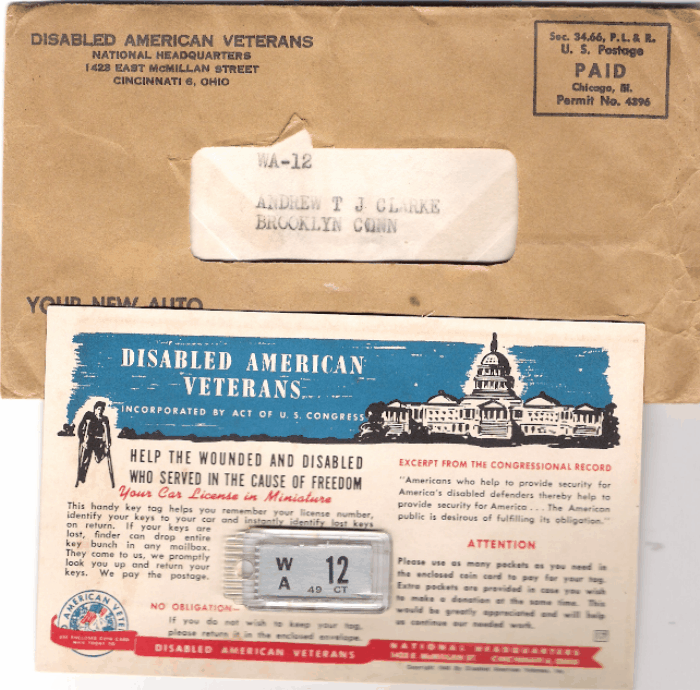 DISABLED AMERICAN VETERANS
NATIONAL HEADQUARTERS
1423 EAST McMILLAN STREET
CINCINNATI 6, OHIO
Sec. 34.66, P. L. & R.
U. S. Postage
PAID
Chicago, Ill.
Permit No. 4396
WA-12
ANDREW T J CLARKE
BROOKLYN CONN
YOUR NEW AUTO
DISABLED AMERICAN
VETERANS
INCORPORATED BY ACT OF U.S. CONGRESS
HELP THE WOUNDED AND DISABLED
WHO SERVED IN THE CAUSE OF FREEDOM
Your Car License in Miniature
This handy key tag helps you remember your license number,
identify your keys to your car and instantly identify lost keys
on return. If your keys are
lost, finder can drop entire
key bunch in any mailbox.
They come to us, we promptly
look you up and return your
keys. We pay the postage.
EXCERPT FROM THE CONGRESSIONAL RECORD
"Americans who help to provide security for
America's disabled defenders thereby help to
provide security for America . . . The American
public is desirous of fulfilling its obligation."
ATTENTION
Please use as many pockets as you need in
the enclosed coin card to pay for your tag.
Extra pockets are provided in case you wish
to make a donation at the same time. This
would be greatly appreciated and will help
us continue our needed work.
W
A
49 CT
12
NO OBLIGATION—
If you do not wish to keep your tag,
please return it in the enclosed envelope.
AMERICAN
DISABLED AMERICAN VETERANS
NATIONAL HEADQUARTERS
1423 E. McMILLAN ST. CINCINNATI 6, OHIO